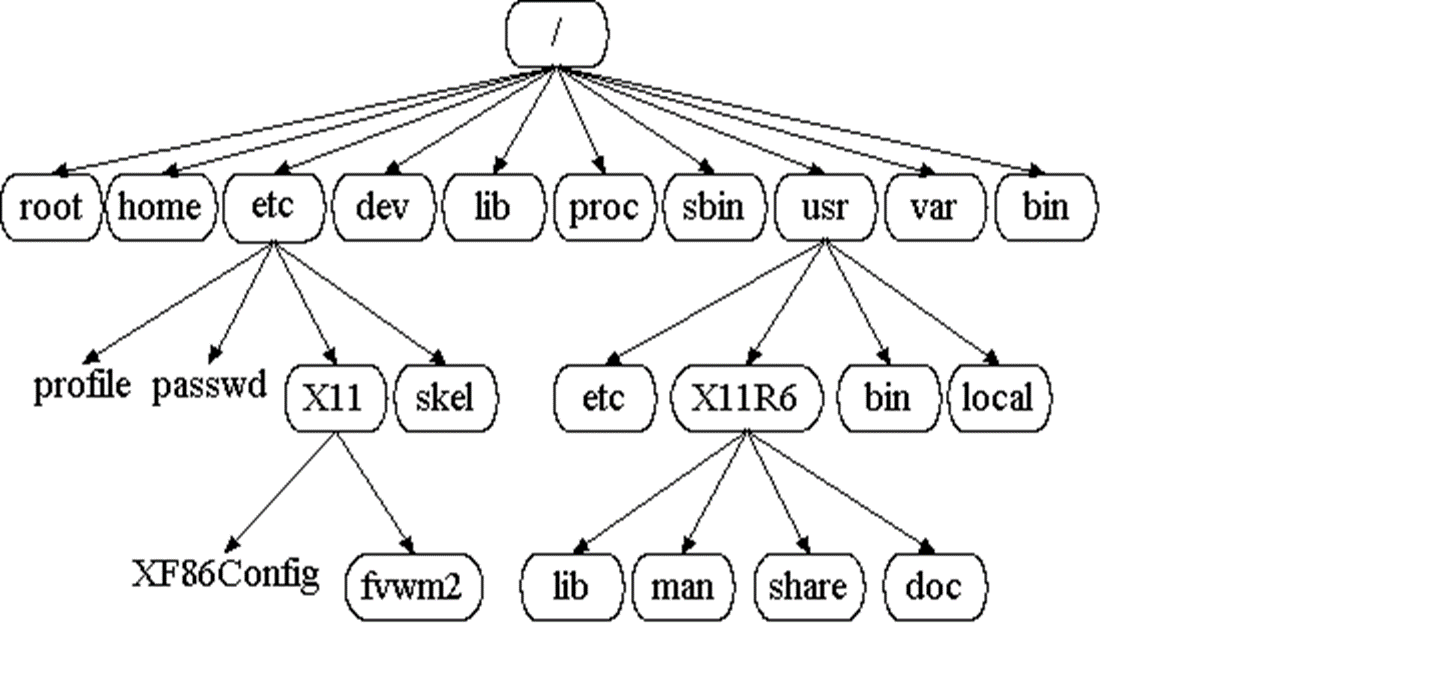 /
root home etc dev lib proc sbin usr var bin
profile passwd X11 skel etc X11R6 bin local
XF86Config fvwm2 lib man share doc